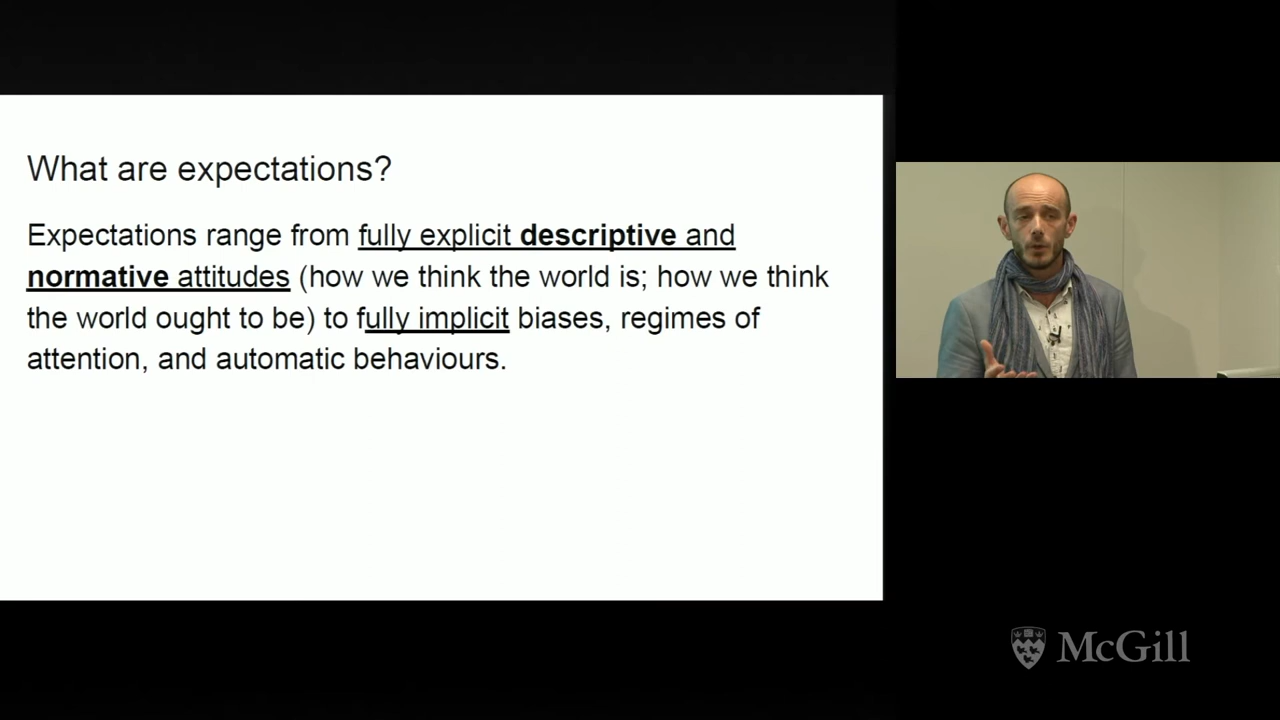 What are expectations?
Expectations range from fully explicit descriptive and
normative attitudes (how we think the world is; how we think
the world ought to be) to fully implicit biases, regimes of
attention, and automatic behaviours.
McGill